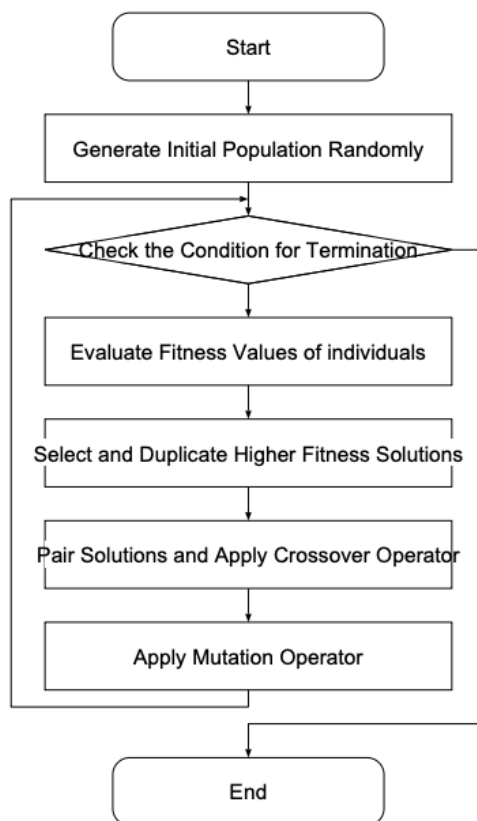 Start
Generate Initial Population Randomly
Check the Condition for Termination
Evaluate Fitness Values of individuals
Select and Duplicate Higher Fitness Solutions
Pair Solutions and Apply Crossover Operator
Apply Mutation Operator
End